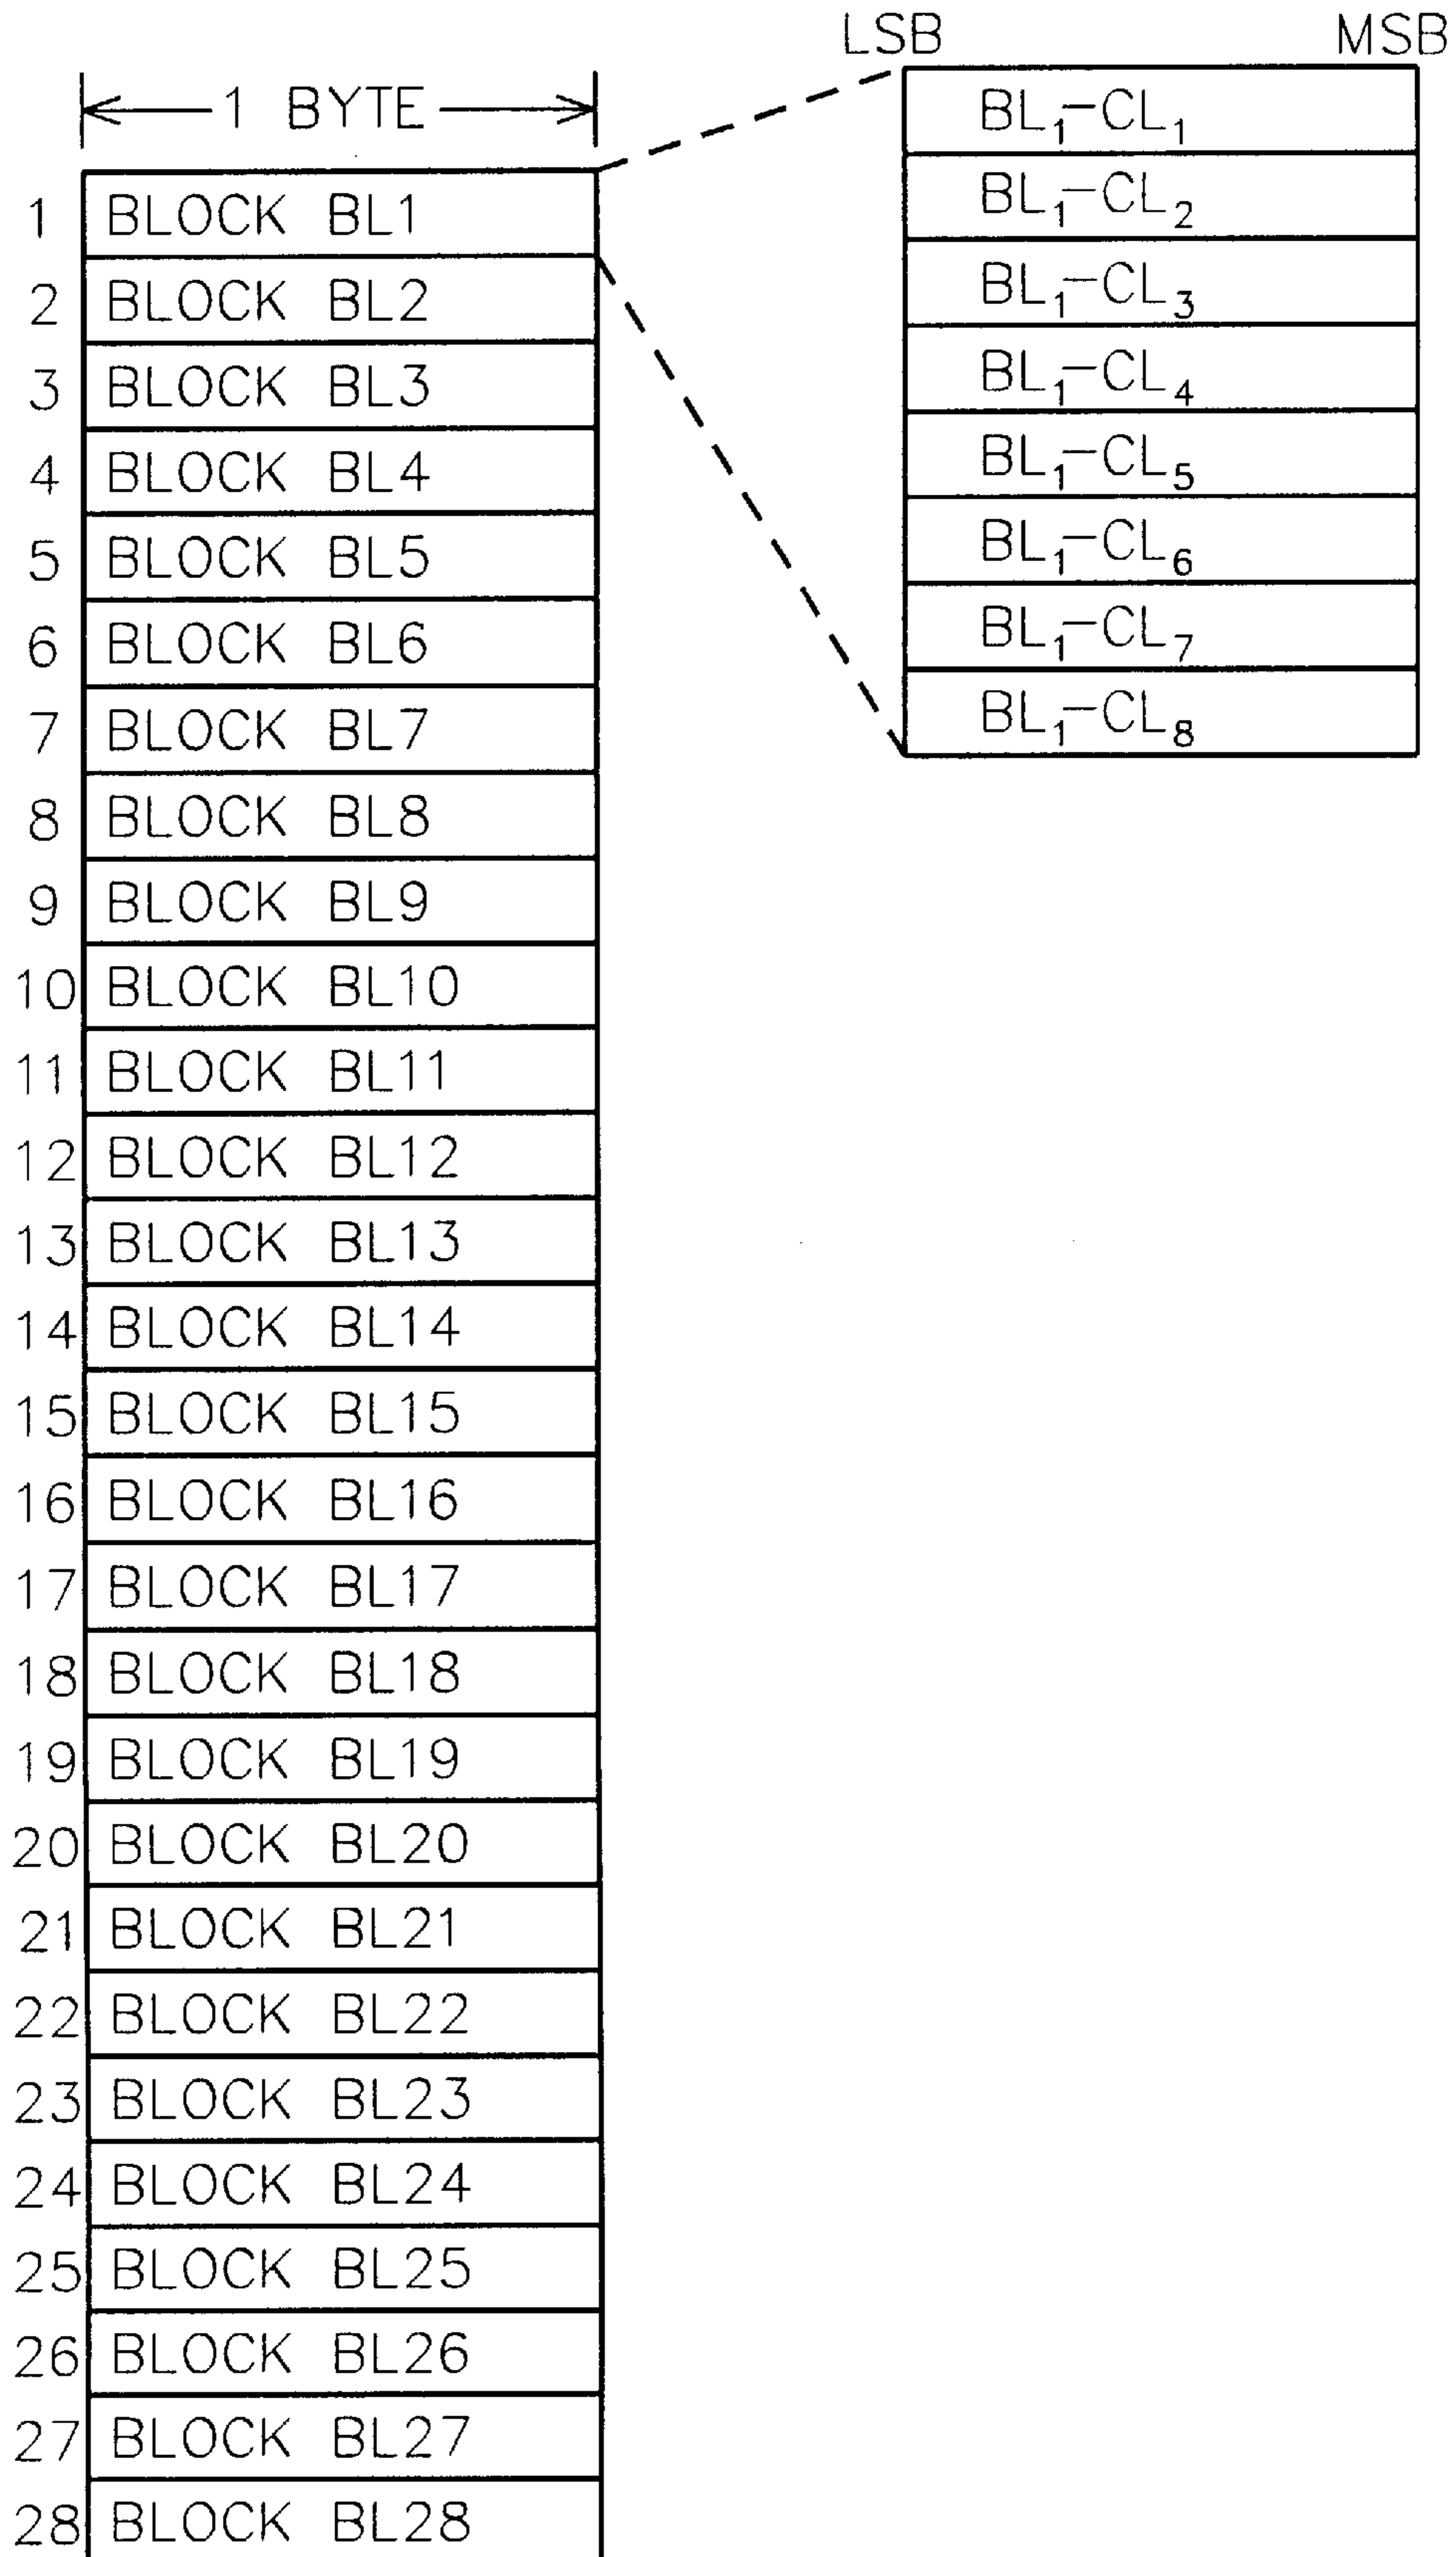 LSB MSB
1 BYTE
BL₁-CL₁
BL₁-CL₂
BL₁-CL₃
BL₁-CL₄
BL₁-CL₅
BL₁-CL₆
BL₁-CL₇
BL₁-CL₈
1 BLOCK BL1
2 BLOCK BL2
3 BLOCK BL3
4 BLOCK BL4
5 BLOCK BL5
6 BLOCK BL6
7 BLOCK BL7
8 BLOCK BL8
9 BLOCK BL9
10 BLOCK BL10
11 BLOCK BL11
12 BLOCK BL12
13 BLOCK BL13
14 BLOCK BL14
15 BLOCK BL15
16 BLOCK BL16
17 BLOCK BL17
18 BLOCK BL18
19 BLOCK BL19
20 BLOCK BL20
21 BLOCK BL21
22 BLOCK BL22
23 BLOCK BL23
24 BLOCK BL24
25 BLOCK BL25
26 BLOCK BL26
27 BLOCK BL27
28 BLOCK BL28